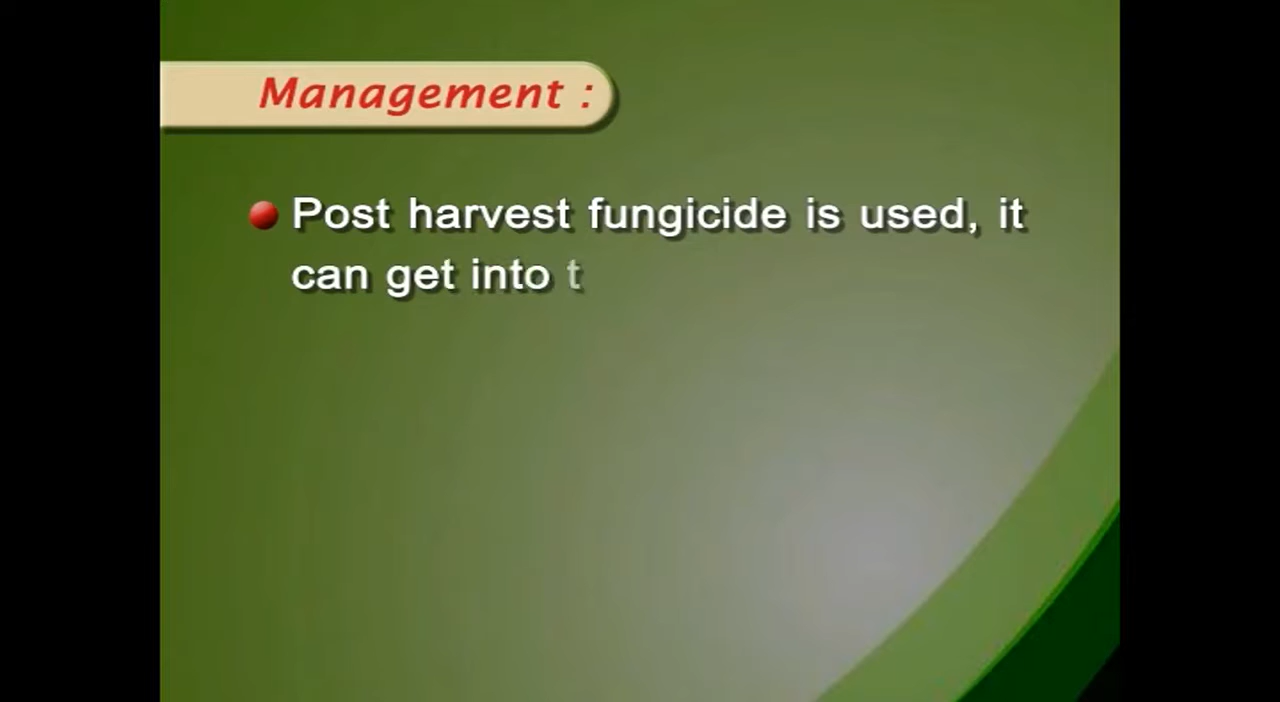 Management :
Post harvest fungicide is used, it
can get into t